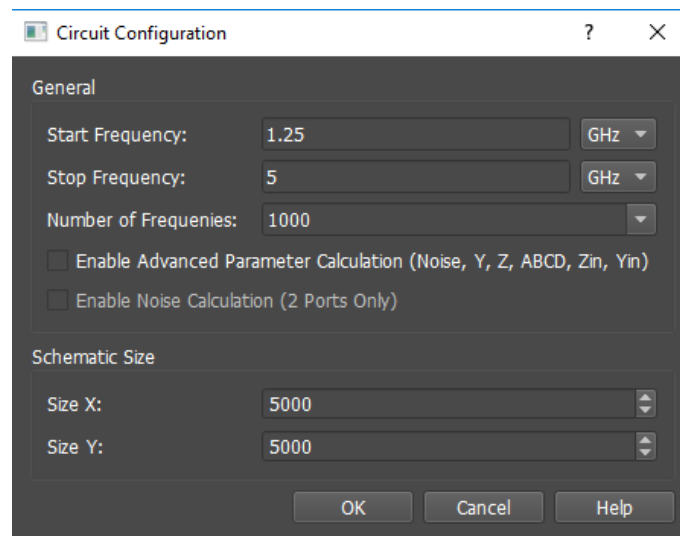 Circuit Configuration ?
General
Start Frequency: 1.25 GHz
Stop Frequency: 5 GHz
Number of Frequenies: 1000
Enable Advanced Parameter Calculation (Noise, Y, Z, ABCD, Zin, Yin)
Enable Noise Calculation (2 Ports Only)
Schematic Size
Size X: 5000
Size Y: 5000
OK Cancel Help